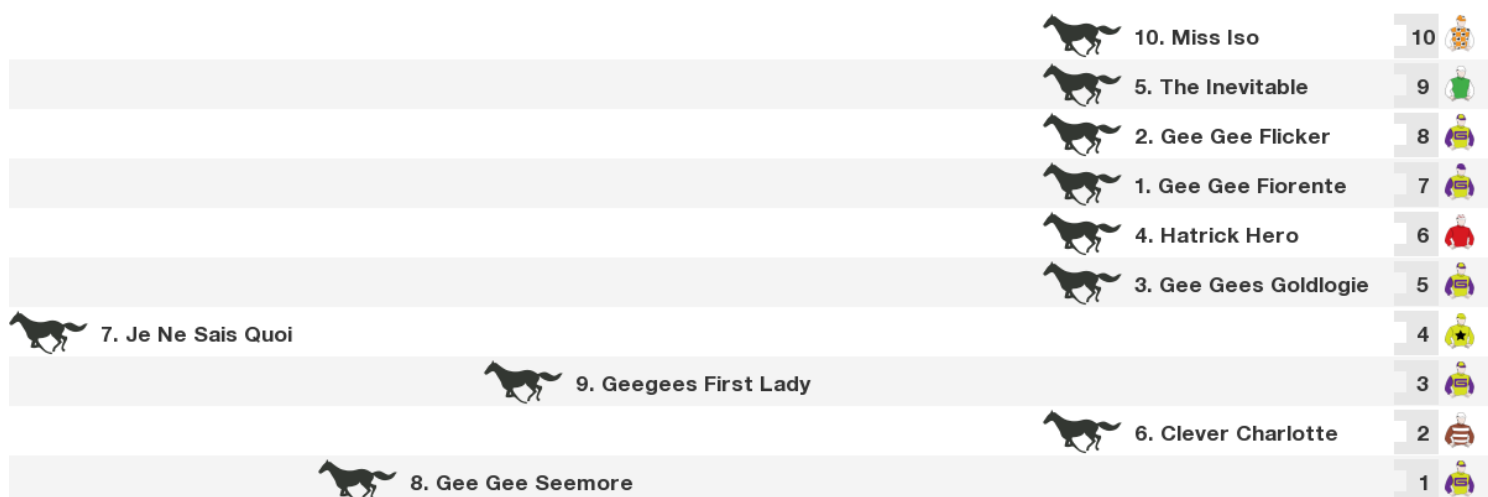 10. Miss Iso 10
5. The Inevitable 9
2. Gee Gee Flicker 8
1. Gee Gee Fiorente 7
4. Hatrick Hero 6
3. Gee Gees Goldlogie 5
7. Je Ne Sais Quoi 4
9. Geegees First Lady 3
6. Clever Charlotte 2
8. Gee Gee Seemore 1